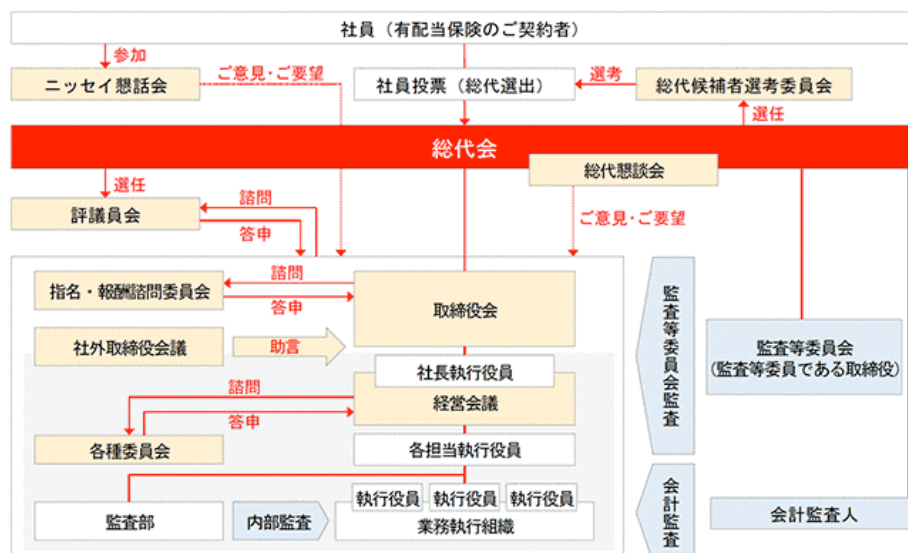 社員（有配当保険のご契約者）
参加
ニッセイ懇話会
ご意見・ご要望
社員投票（総代選出）
選考
総代候補者選考委員会
選任
総代会
総代懇談会
選任
評議員会
諮問
答申
ご意見・ご要望
指名・報酬諮問委員会
諮問
答申
取締役会
社外取締役会議
助言
監査等委員会監査
監査等委員会
（監査等委員である取締役）
社長執行役員
経営会議
諮問
答申
各種委員会
各担当執行役員
執行役員
執行役員
執行役員
業務執行組織
監査部
内部監査
会計監査
会計監査人